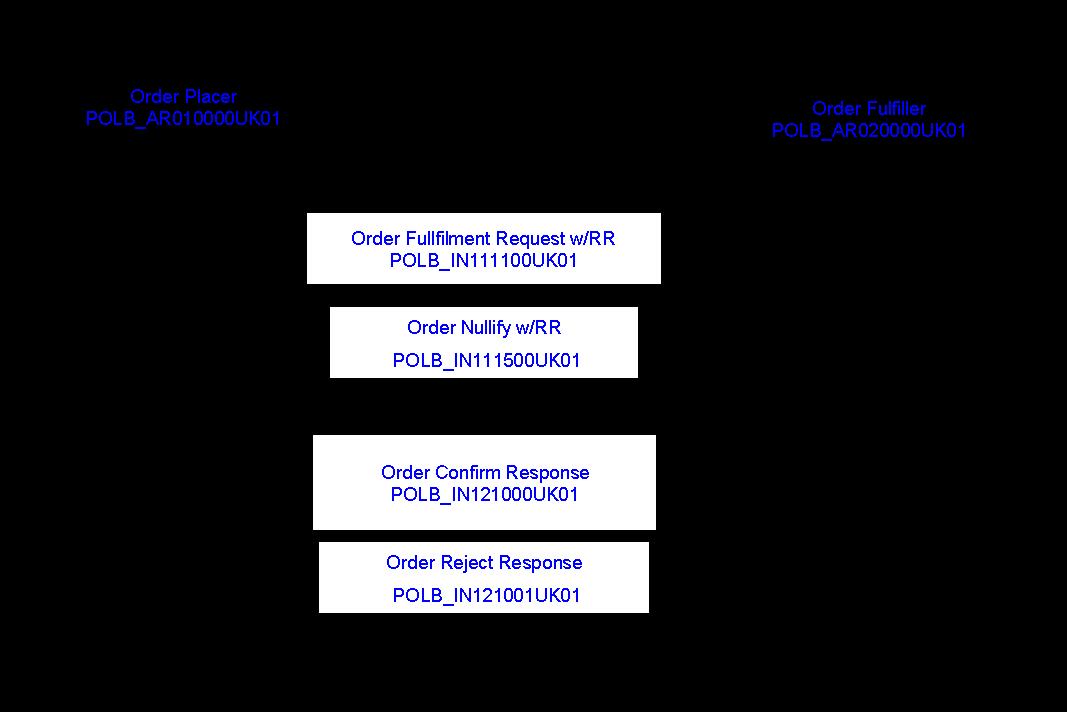 Order Placer
POLB_AR010000UK01
Order Fulfiller
POLB_AR020000UK01
Order Fullfilment Request w/RR
POLB_IN111100UK01
Order Nullify w/RR
POLB_IN111500UK01
Order Confirm Response
POLB_IN121000UK01
Order Reject Response
POLB_IN121001UK01